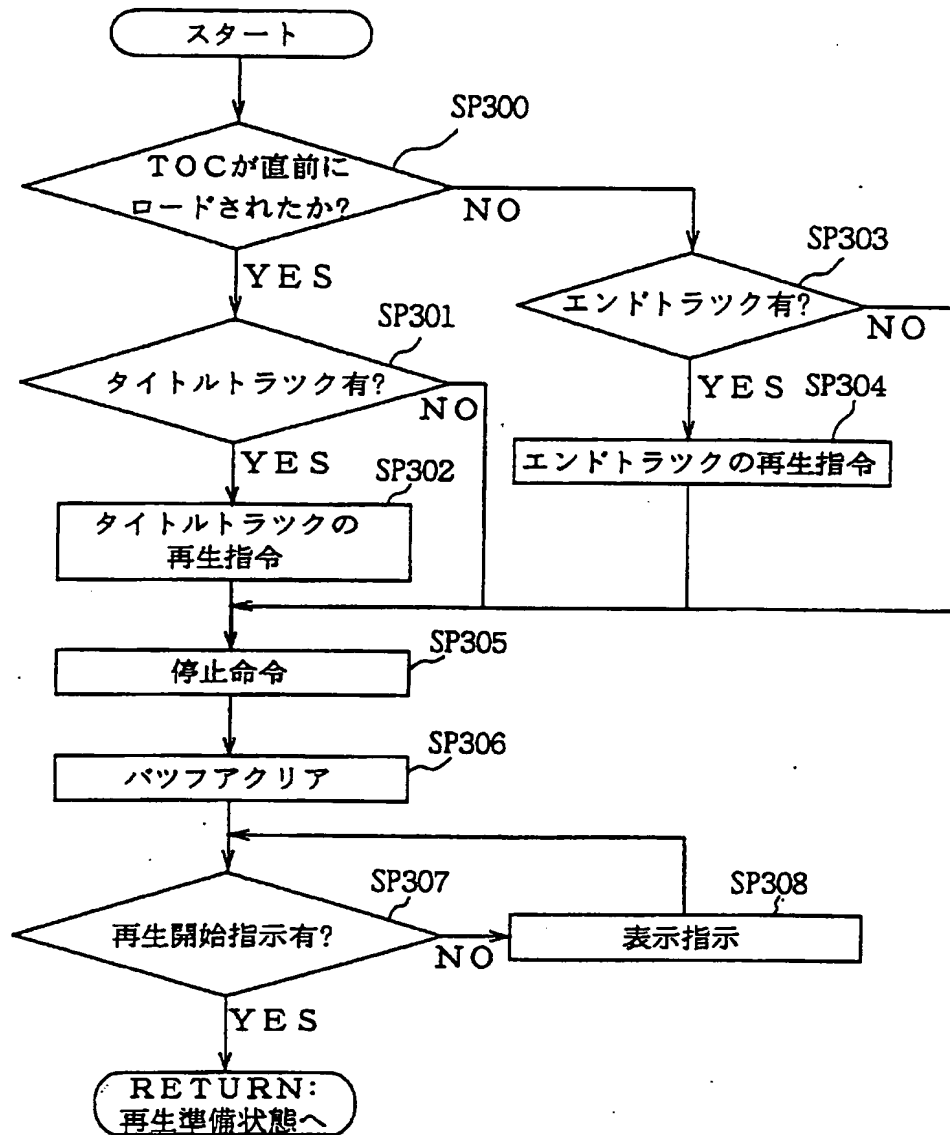 スタート
SP300
TOCが直前に
ロードされたか?
NO
YES
SP303
エンドトラック有?
NO
SP301
タイトルトラツク有?
NO
YES
SP304
エンドトラックの再生指令
YES
SP302
タイトルトラックの
再生指令
SP305
停止命令
SP306
バツフアクリア
SP307
再生開始指示有?
NO
SP308
表示指示
YES
RETURN:
再生準備状態へ